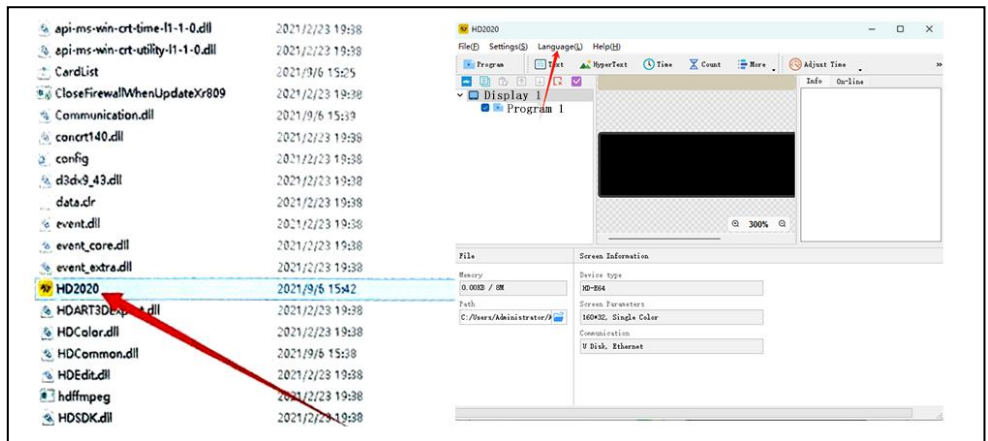 api-ms-win-crt-time-l1-1-0.dll 2021/2/23 19:38
api-ms-win-crt-utility-l1-1-0.dll 2021/2/23 19:38
CardList 2021/9/6 15:25
CloseFirewallWhenUpdateXr809 2021/2/23 19:38
Communication.dll 2021/9/6 15:39
concrt140.dll 2021/2/23 19:38
config 2021/2/23 19:38
d3dx9_43.dll 2021/2/23 19:38
data.clr 2021/2/23 19:38
event.dll 2021/2/23 19:38
event_core.dll 2021/2/23 19:38
event_extra.dll 2021/2/23 19:38
HD2020 2021/9/6 15:42
.dll 2021/2/23 19:38
HDColor.dll 2021/2/23 19:38
HDCommon.dll 2021/9/6 15:38
HDEdit.dll 2021/2/23 19:38
hdffmpeg 2021/2/23 19:38
HDSDK.dll 2021/2/23 19:38
HD2020
File(F) Settings(S) Language(L) Help(H)
Program Text HyperText Time Count More Adjust Time »
Display 1
Program 1
Info On-line
300%
File
Memory
0.00KB / 8M
Path
C:/Users/Administrator/
Screen Information
Device type
HD-E64
Screen Parameters
160*32, Single Color
Communication
U Disk, Ethernet